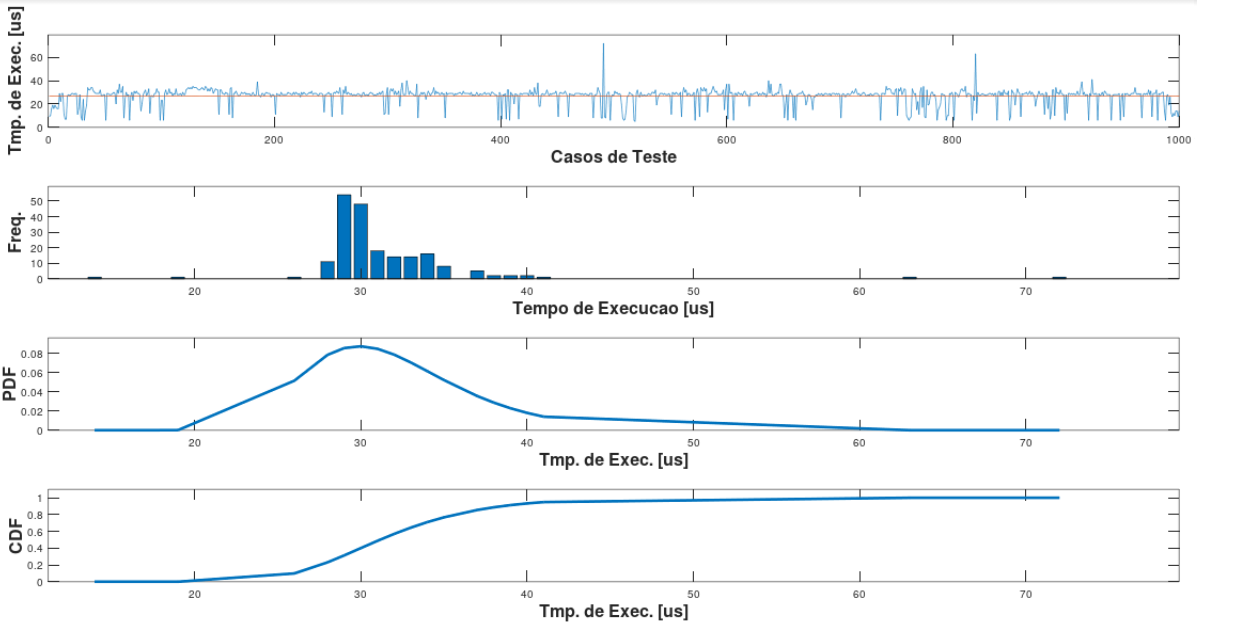 Tmp. de Exec. [us]
60
40
20
0
0 200 400 600 800 1000
Casos de Teste
Freq.
50
40
30
20
10
0
20 30 40 50 60 70
Tempo de Execucao [us]
PDF
0.08
0.06
0.04
0.02
0
20 30 40 50 60 70
Tmp. de Exec. [us]
CDF
1
0.8
0.6
0.4
0.2
0
20 30 40 50 60 70
Tmp. de Exec. [us]